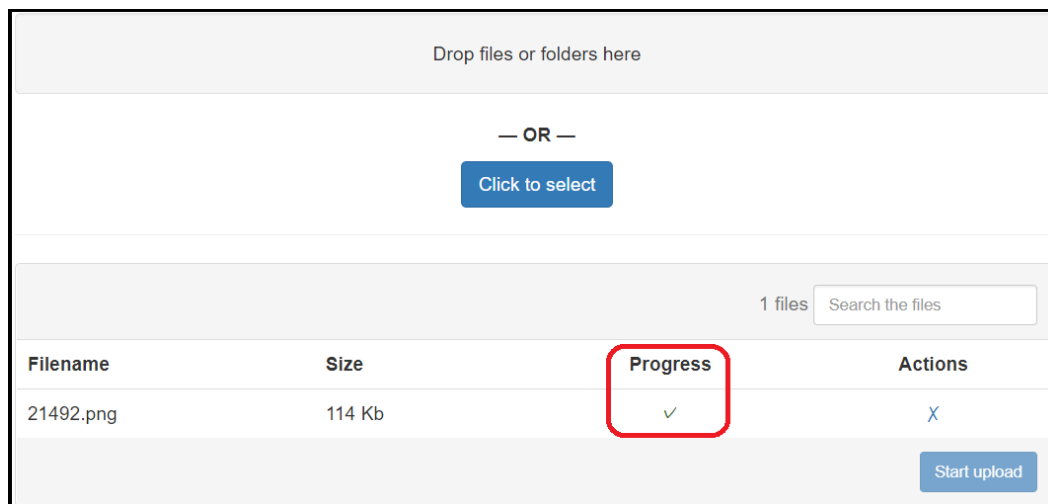 Drop files or folders here
— OR —
Click to select
1 files Search the files
Filename Size Progress Actions
21492.png 114 Kb ✓ X
Start upload